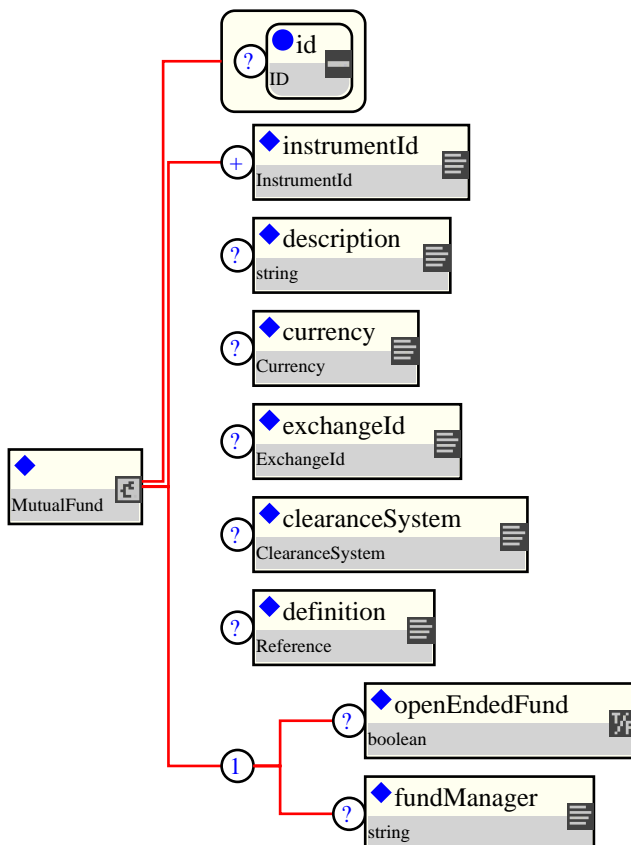 ? id
ID
+ instrumentId
InstrumentId
? description
string
? currency
Currency
? exchangeId
ExchangeId
MutualFund
? clearanceSystem
ClearanceSystem
? definition
Reference
? openEndedFund
T/F
boolean
1
? fundManager
string